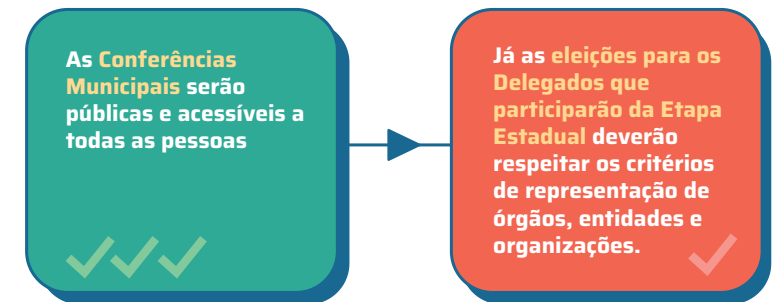 As Conferências
Municipais serão
públicas e acessíveis a
todas as pessoas
Já as eleições para os
Delegados que
participarão da Etapa
Estadual deverão
respeitar os critérios
de representação de
órgãos, entidades e
organizações.